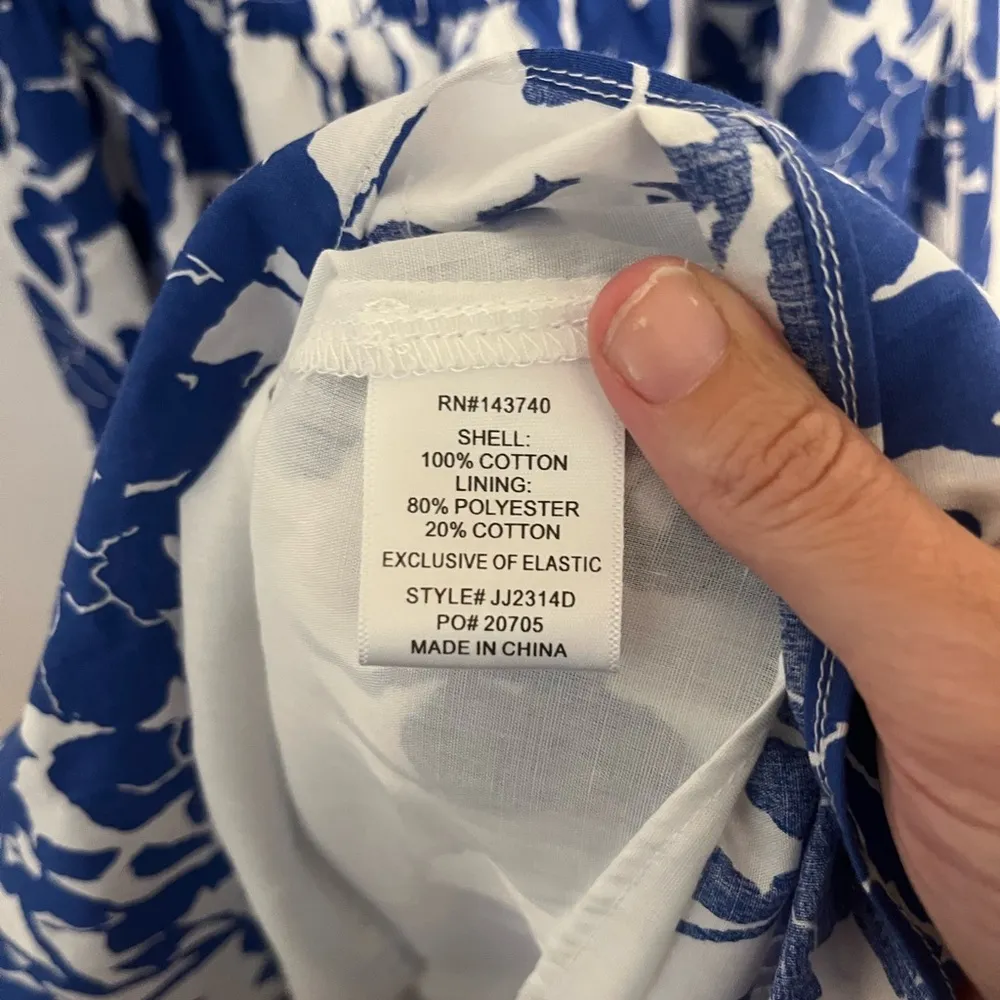 RN#143740
SHELL:
100% COTTON
LINING:
80% POLYESTER
20% COTTON
EXCLUSIVE OF ELASTIC
STYLE# JJ2314D
PO# 20705
MADE IN CHINA